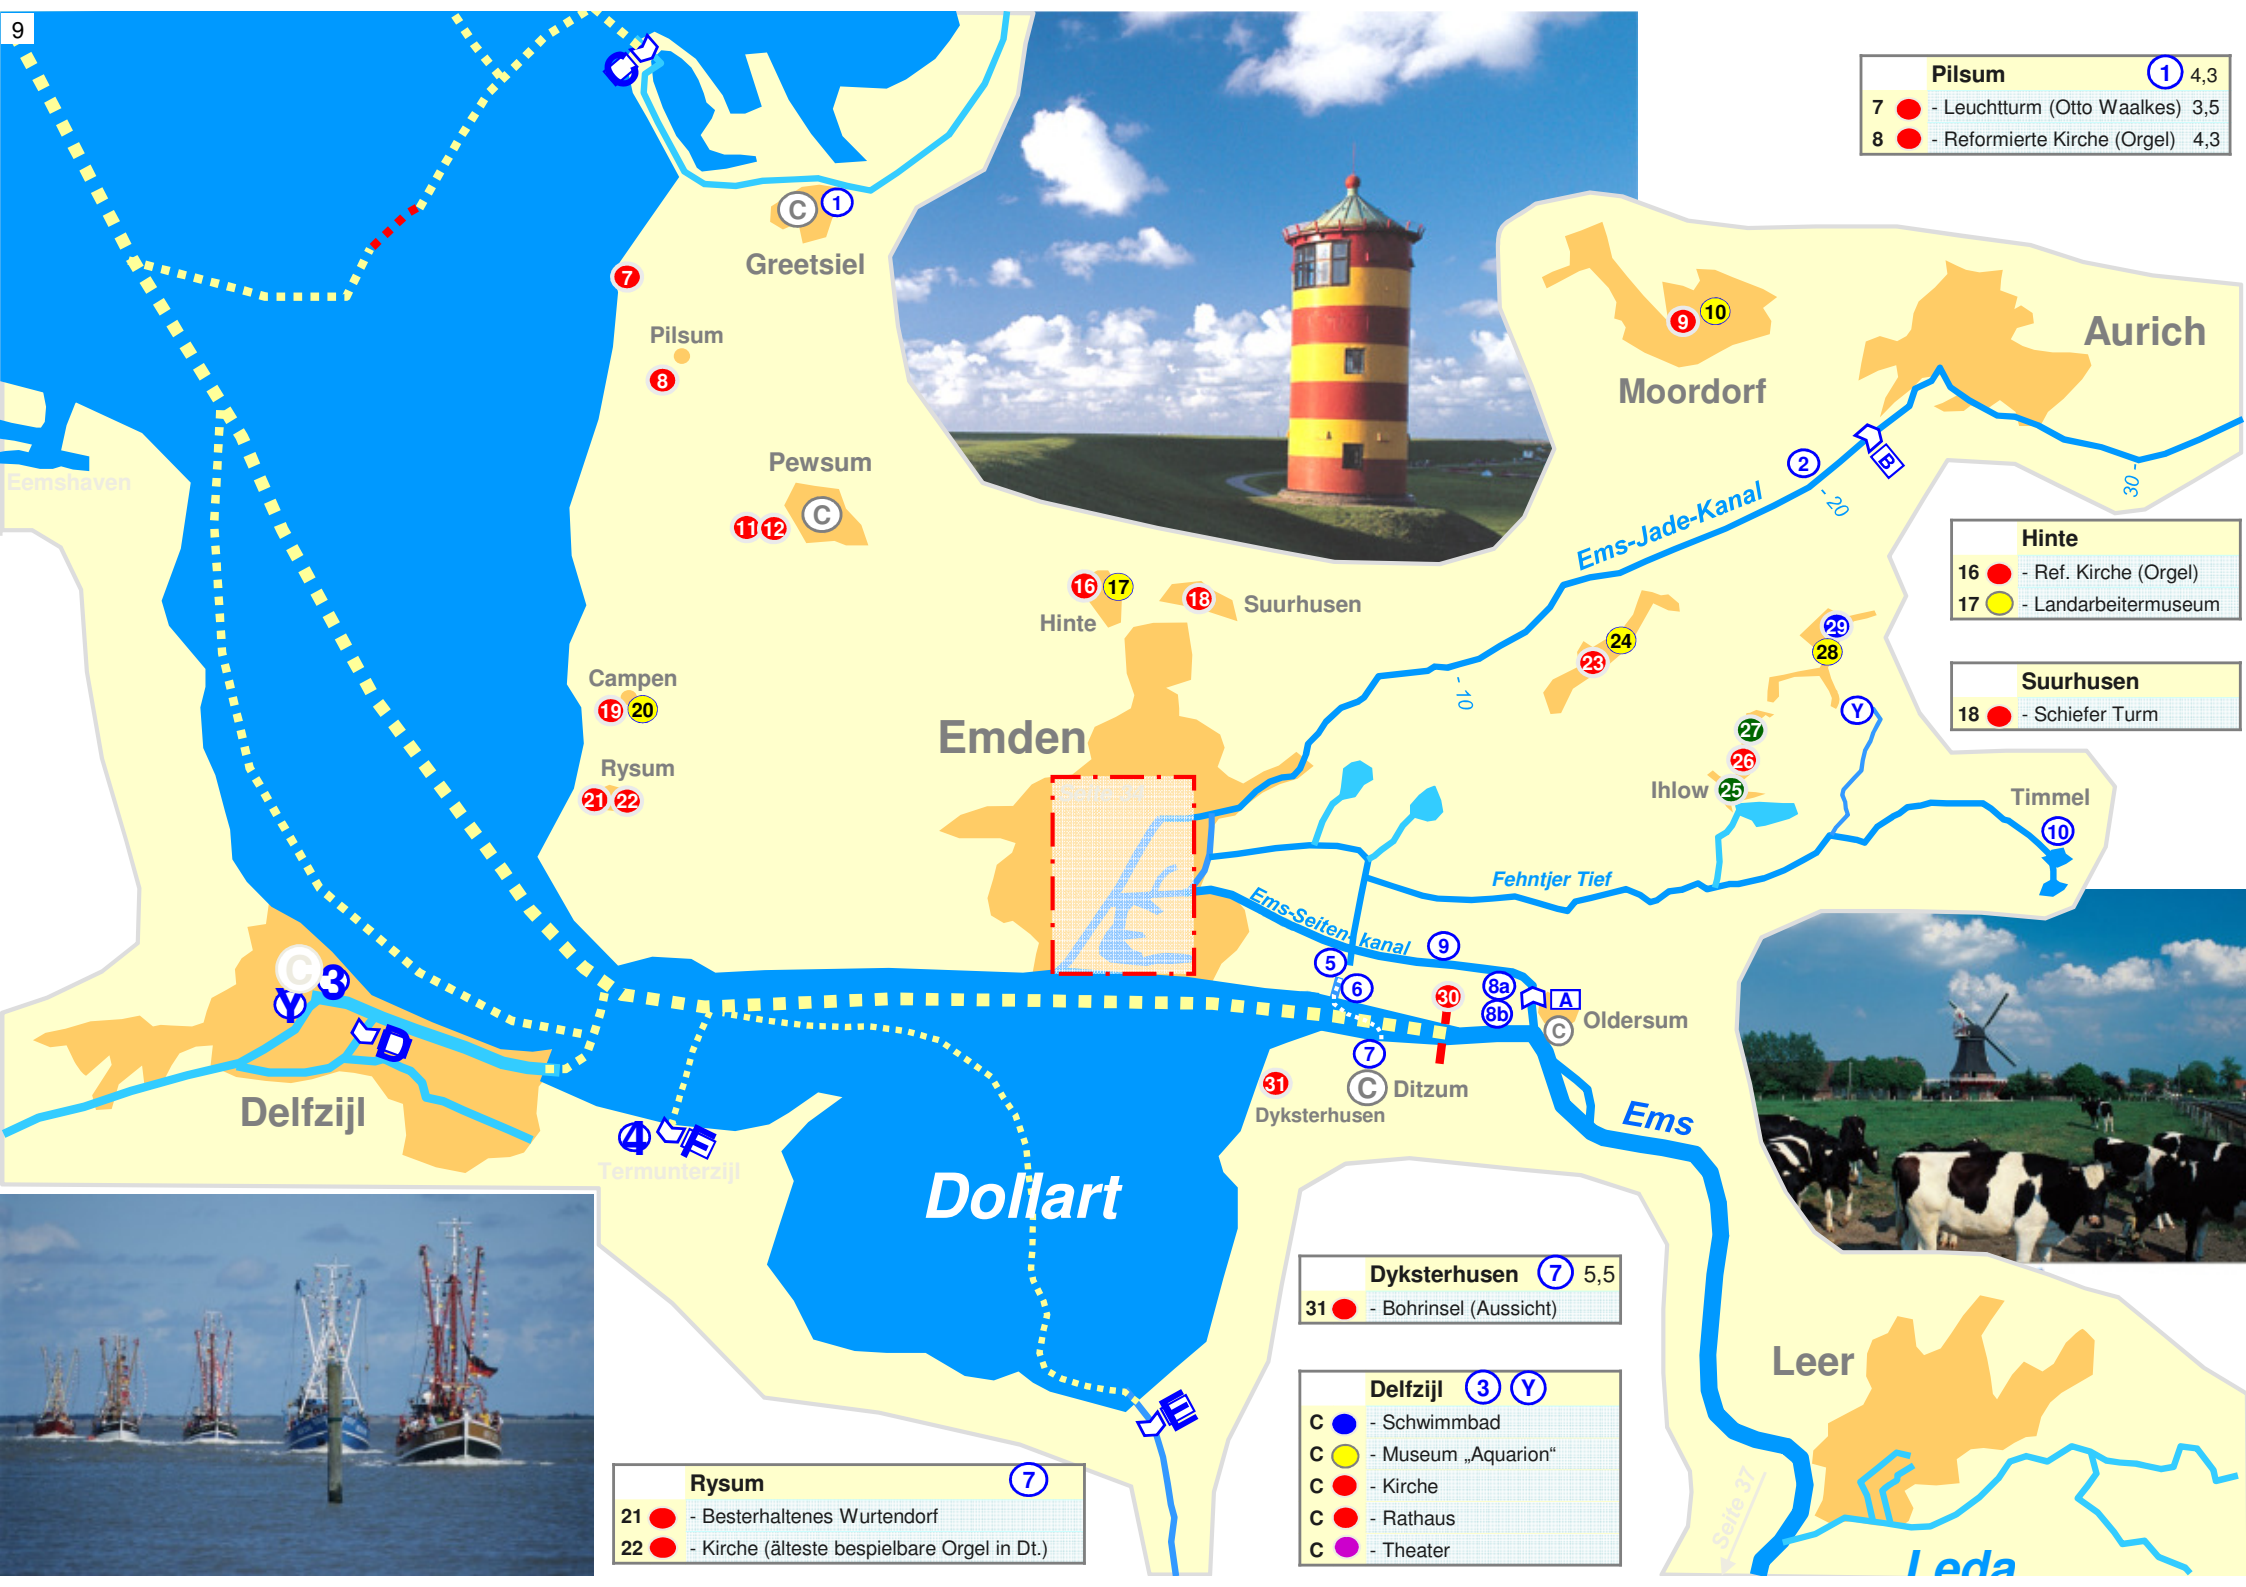 9
Pilsum 1 4,3
7 - Leuchtturm (Otto Waalkes) 3,5
8 - Reformierte Kirche (Orgel) 4,3
C 1
Greetsiel
7
Pilsum
8
9 10
Moordorf
Aurich
Eemshaven
Pewsum
C
11 12
2
B
- 20
30 -
Ems-Jade-Kanal
Hinte
16 - Ref. Kirche (Orgel)
17 - Landarbeitermuseum
16 17
Hinte
18
Suurhusen
24
23
29
28
Suurhusen
18 - Schiefer Turm
Campen
19 20
- 10
Y
Emden
27
26
Ihlow 25
Rysum
21 22
Timmel
10
Fehntjer Tief
Ems-Seiten-kanal
9
5
6
C 3
Y
D
30
8a
8b
A
Oldersum
C
7
C Ditzum
31
Dyksterhusen
Delfzijl
4 F
Termunterzijl
Ems
Dollart
Dyksterhusen 7 5,5
31 - Bohrinsel (Aussicht)
Leer
Delfzijl 3 Y
C - Schwimmbad
C - Museum „Aquarion“
C - Kirche
C - Rathaus
C - Theater
E
Rysum 7
21 - Besterhaltenes Wurtendorf
22 - Kirche (älteste bespielbare Orgel in Dt.)
Seite 37
Leda